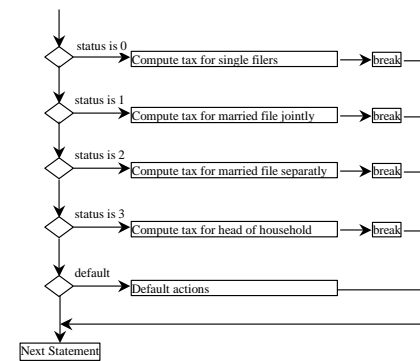 status is 0
Compute tax for single filers
break
status is 1
Compute tax for married file jointly
break
status is 2
Compute tax for married file separatly
break
status is 3
Compute tax for head of household
break
default
Default actions
Next Statement